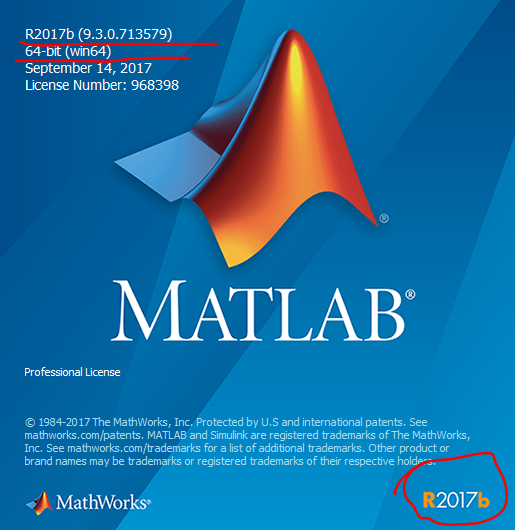 R2017b (9.3.0.713579)
64-bit (win64)
September 14, 2017
License Number: 968398
®
MATLAB®
Professional License
© 1984-2017 The MathWorks, Inc. Protected by U.S and international patents. See
mathworks.com/patents. MATLAB and Simulink are registered trademarks of The MathWorks,
Inc. See mathworks.com/trademarks for a list of additional trademarks. Other product or
brand names may be trademarks or registered trademarks of their respective holders.
MathWorks®
R2017b